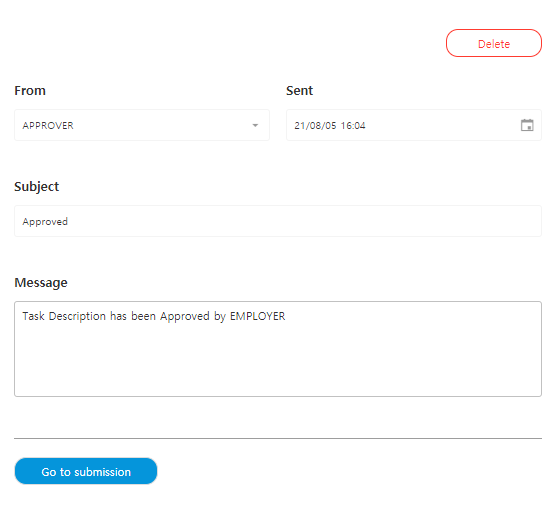 Delete
From
Sent
APPROVER
21/08/05 16:04
Subject
Approved
Message
Task Description has been Approved by EMPLOYER
Go to submission